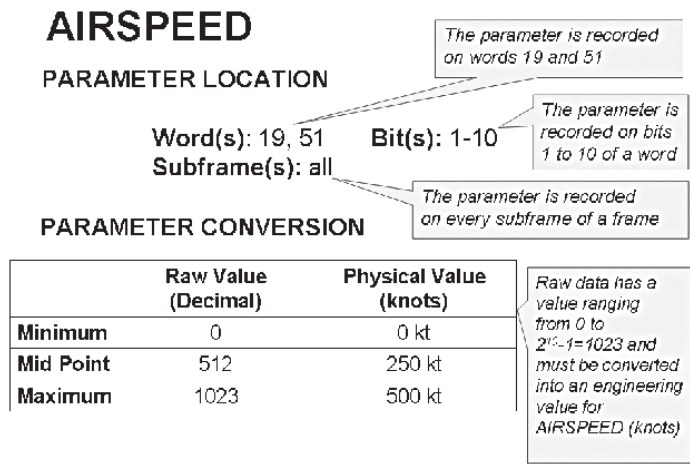 AIRSPEED
The parameter is recorded
on words 19 and 51
PARAMETER LOCATION
Word(s): 19, 51 Bit(s): 1-10
Subframe(s): all
The parameter is
recorded on bits
1 to 10 of a word
The parameter is recorded
on every subframe of a frame
PARAMETER CONVERSION
Raw Value Physical Value
(Decimal) (knots)
Minimum 0 0 kt
Mid Point 512 250 kt
Maximum 1023 500 kt
Raw data has a
value ranging
from 0 to
2¹⁰-1=1023 and
must be converted
into an engineering
value for
AIRSPEED (knots)